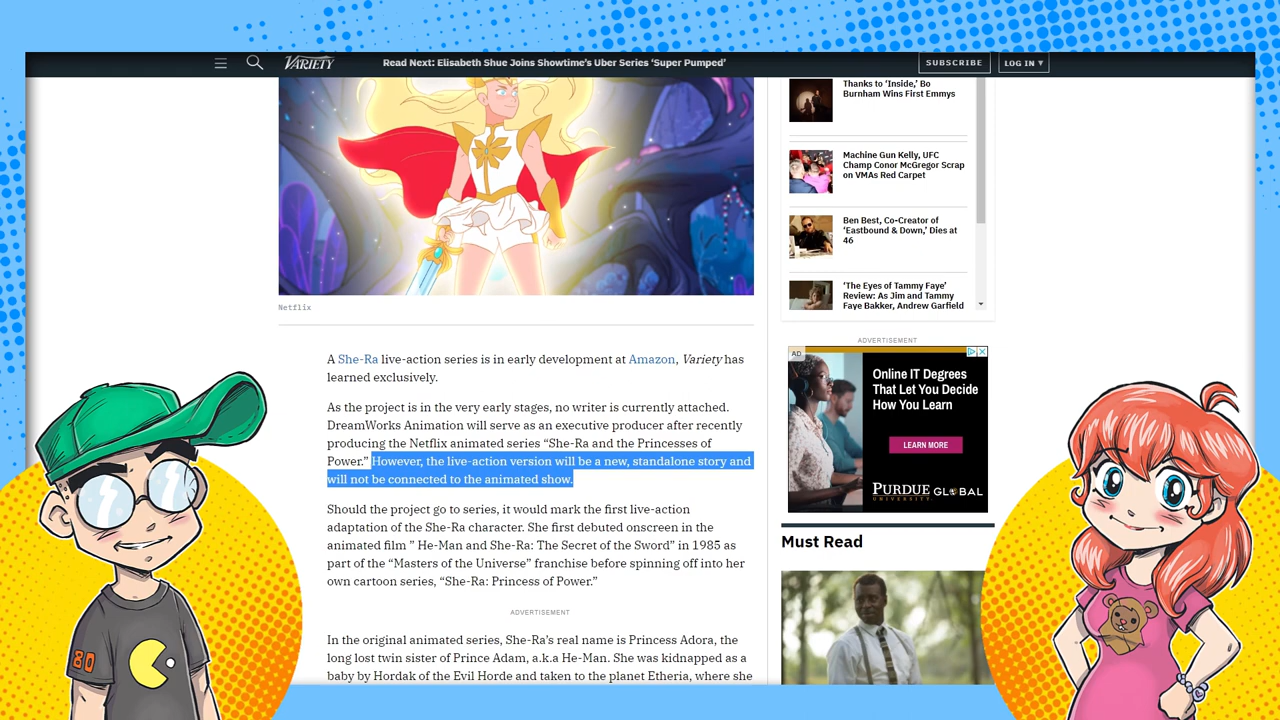 VARIETY
Read Next: Elisabeth Shue Joins Showtime's Uber Series 'Super Pumped'
SUBSCRIBE
LOG IN ▾
Netflix
A She-Ra live-action series is in early development at Amazon, Variety has
learned exclusively.
As the project is in the very early stages, no writer is currently attached.
DreamWorks Animation will serve as an executive producer after recently
producing the Netflix animated series “She-Ra and the Princesses of
Power.” However, the live-action version will be a new, standalone story and
will not be connected to the animated show.
Should the project go to series, it would mark the first live-action
adaptation of the She-Ra character. She first debuted onscreen in the
animated film ” He-Man and She-Ra: The Secret of the Sword” in 1985 as
part of the “Masters of the Universe” franchise before spinning off into her
own cartoon series, “She-Ra: Princess of Power.”
ADVERTISEMENT
In the original animated series, She-Ra's real name is Princess Adora, the
long lost twin sister of Prince Adam, a.k.a He-Man. She was kidnapped as a
baby by Hordak of the Evil Horde and taken to the planet Etheria, where she
Thanks to 'Inside,' Bo
Burnham Wins First Emmys
Machine Gun Kelly, UFC
Champ Conor McGregor Scrap
on VMAs Red Carpet
Ben Best, Co-Creator of
'Eastbound & Down,' Dies at
46
'The Eyes of Tammy Faye'
Review: As Jim and Tammy
Faye Bakker, Andrew Garfield
ADVERTISEMENT
AD
Online IT Degrees
That Let You Decide
How You Learn
LEARN MORE
PURDUE GLOBAL
UNIVERSITY
Must Read
80